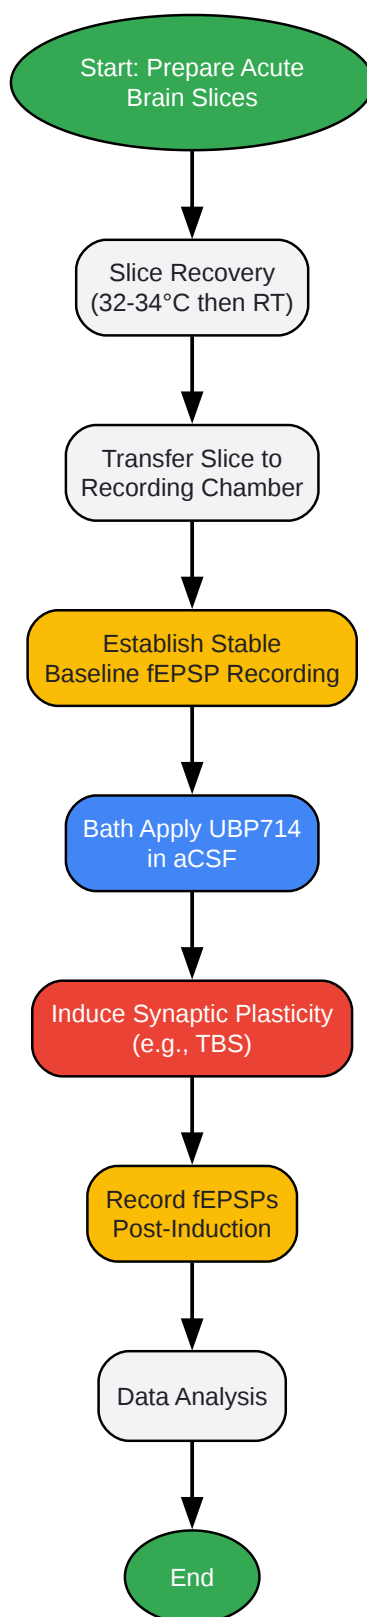 Start: Prepare Acute
Brain Slices
Slice Recovery
(32-34°C then RT)
Transfer Slice to
Recording Chamber
Establish Stable
Baseline fEPSP Recording
Bath Apply UBP714
in aCSF
Induce Synaptic Plasticity
(e.g., TBS)
Record fEPSPs
Post-Induction
Data Analysis
End